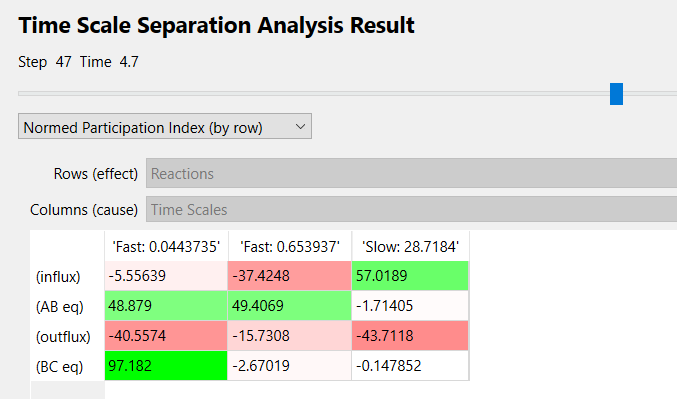 Time Scale Separation Analysis Result
Step 47 Time 4.7
Normed Participation Index (by row)
Rows (effect) Reactions
Columns (cause) Time Scales
'Fast: 0.0443735' 'Fast: 0.653937' 'Slow: 28.7184'
(influx) -5.55639 -37.4248 57.0189
(AB eq) 48.879 49.4069 -1.71405
(outflux) -40.5574 -15.7308 -43.7118
(BC eq) 97.182 -2.67019 -0.147852